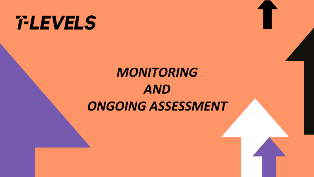 T-LEVELS
MONITORING
AND
ONGOING ASSESSMENT